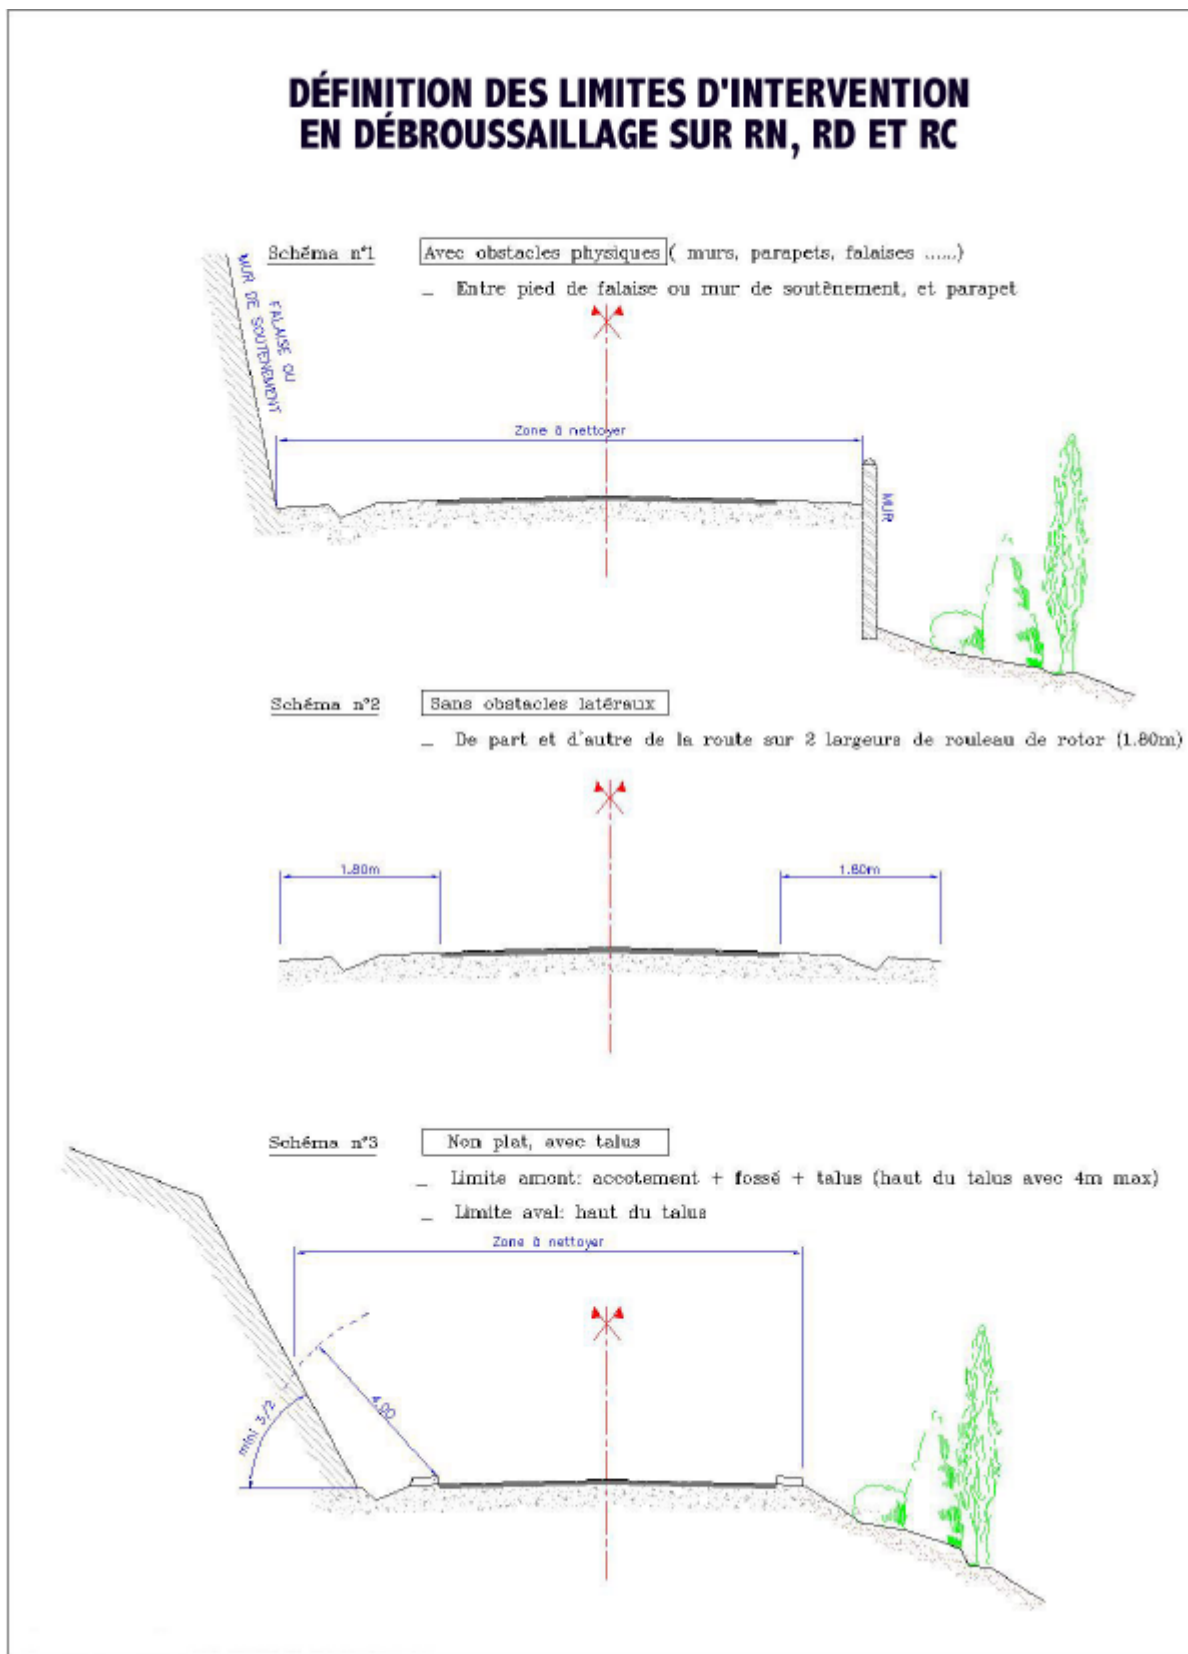 DÉFINITION DES LIMITES D'INTERVENTION
EN DÉBROUSSAILLAGE SUR RN, RD ET RC
Schéma n°1
Avec obstacles physiques ( murs, parapets, falaises ......)
_ Entre pied de falaise ou mur de soutènement, et parapet
FALAISE OU
MUR DE SOUTENEMENT
Zone à nettoyer
MUR
Schéma n°2
Sans obstacles latéraux
_ De part et d'autre de la route sur 2 largeurs de rouleau de rotor (1.80m)
1.80m
1.80m
Schéma n°3
Non plat, avec talus
_ Limite amont: accotement + fossé + talus (haut du talus avec 4m max)
_ Limite aval: haut du talus
Zone à nettoyer
4.00
mini 3/2